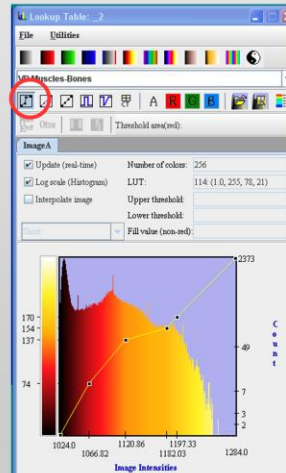 Lookup Table: _2
File Utilities
VR Muscles-Bones
A R G B
Otsu Threshold area(red):
ImageA
Update (real-time) Number of colors: 256
Log scale (Histogram) LUT: 114: (1.0, 255, 78, 21)
Interpolate image Upper threshold:
Lower threshold:
Short Fill value (non-red):
2373
170
154
137
49
74
7
3
2
Count
1024.0 1120.86 1197.33 1284.0
1066.82 1182.03
Image Intensities